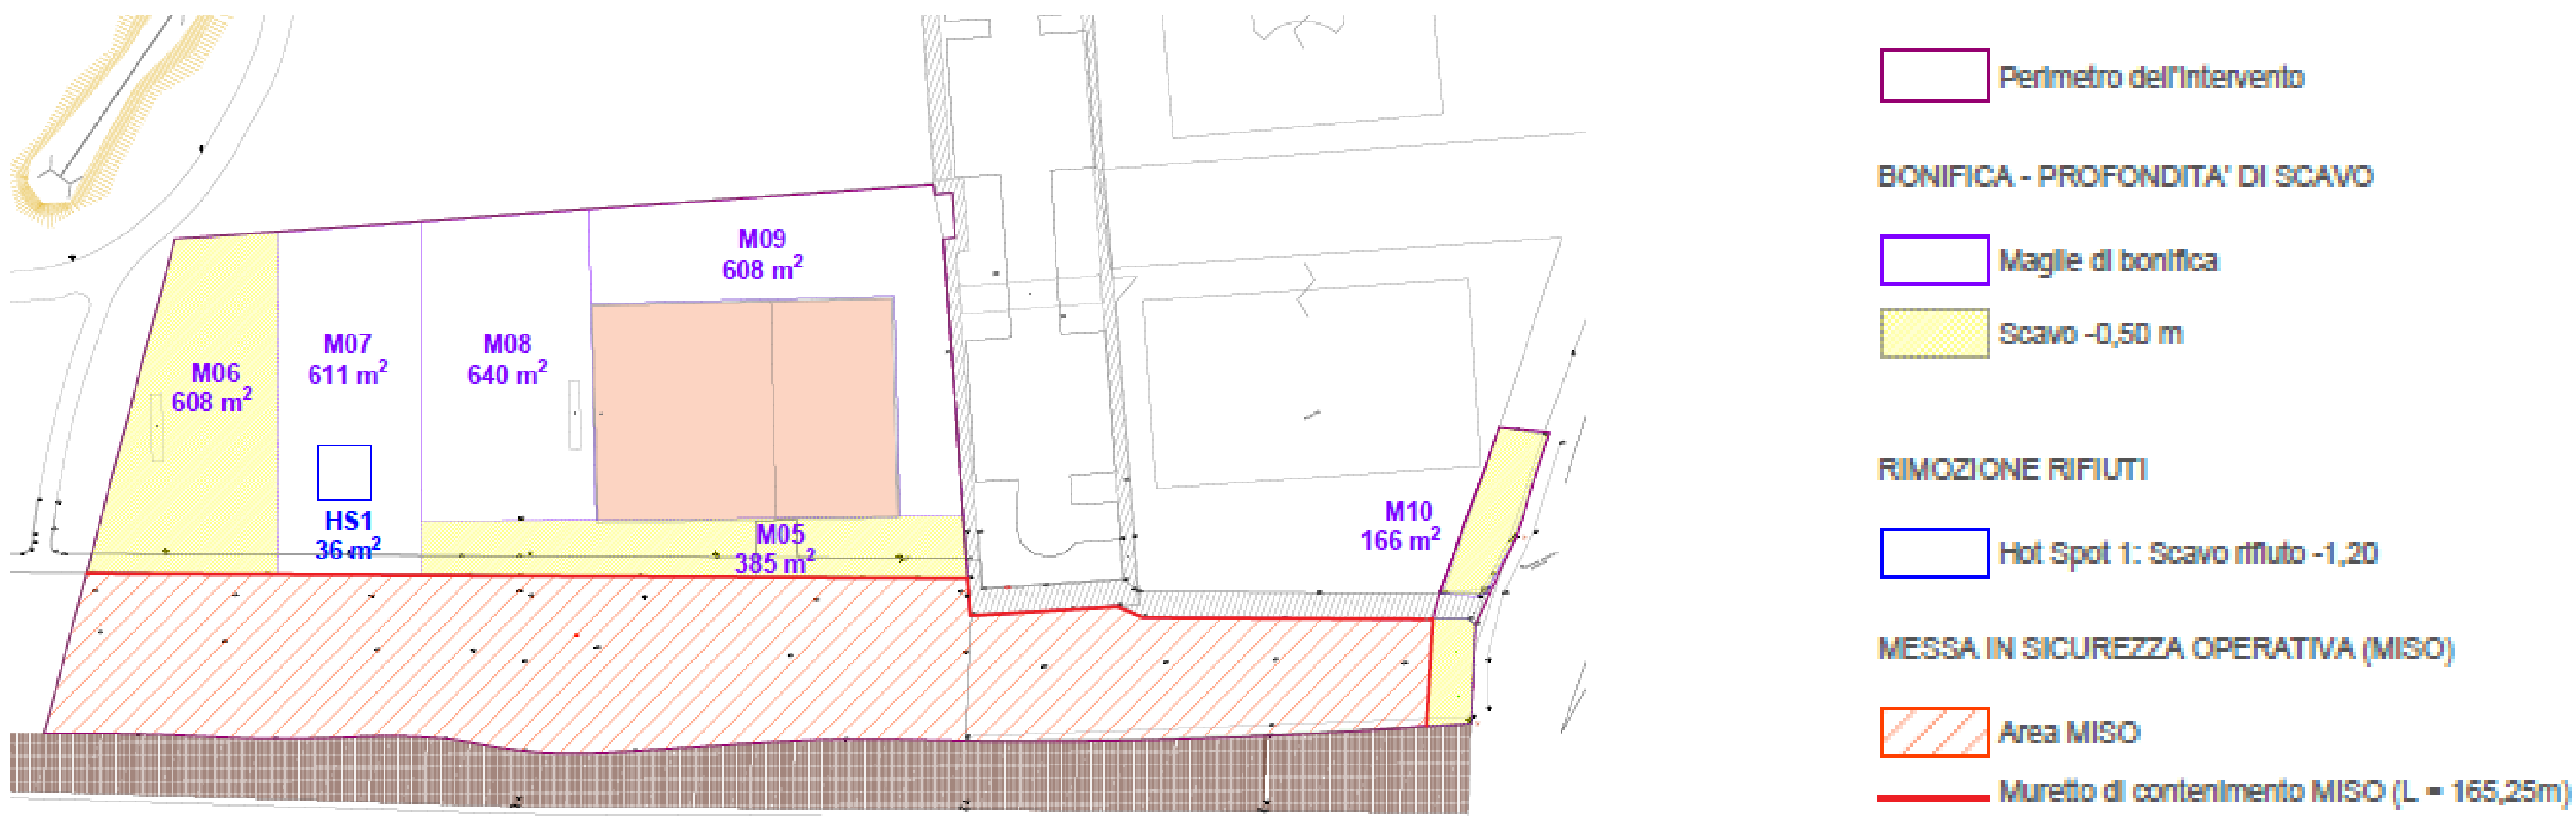 M09
608 m²
M07
611 m²
M08
640 m²
M06
608 m²
HS1
36 m²
M05
385 m²
M10
166 m²
Perimetro dell'intervento
BONIFICA - PROFONDITA' DI SCAVO
Maglie di bonifica
Scavo -0,50 m
RIMOZIONE RIFIUTI
Hot Spot 1: Scavo rifiuto -1,20
MESSA IN SICUREZZA OPERATIVA (MISO)
Area MISO
Muretto di contenimento MISO (L = 165,25m)